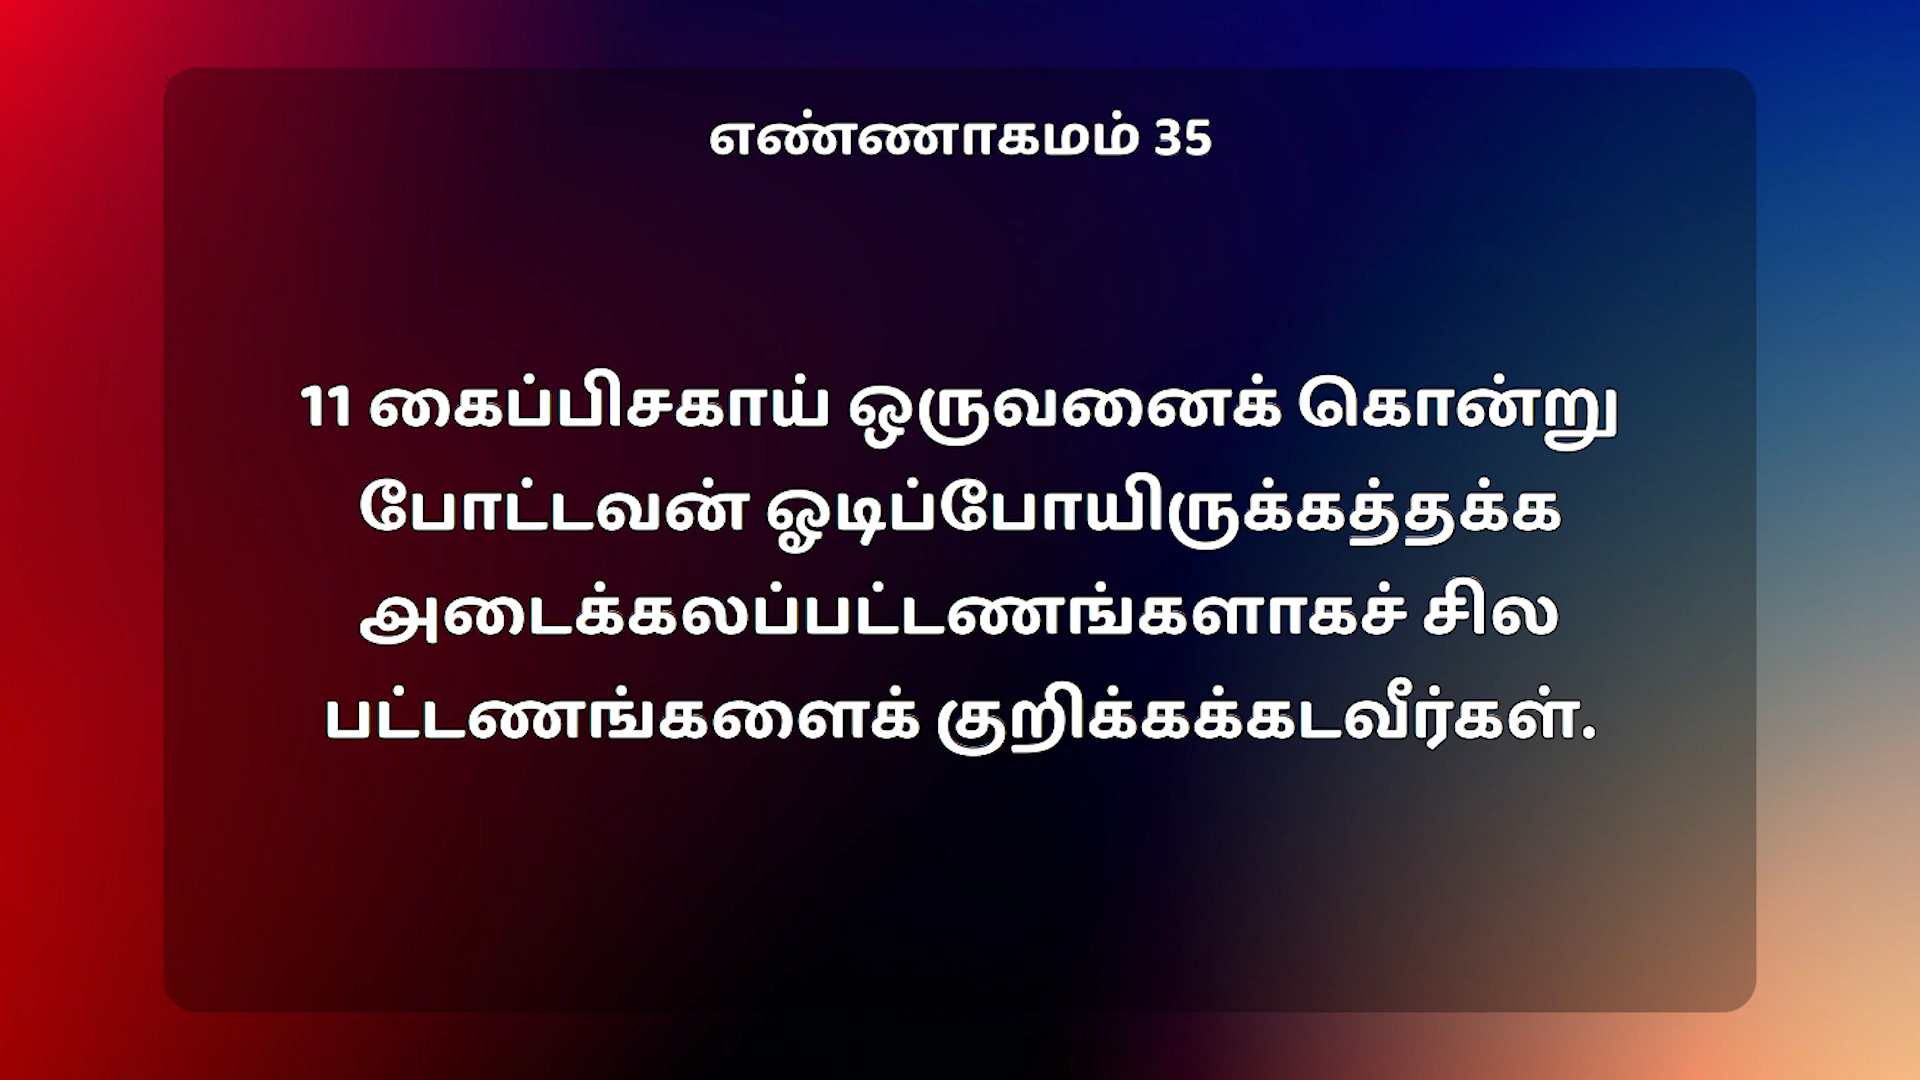 எண்ணாகமம் 35
11 கைப்பிசகாய் ஒருவனைக் கொன்று
போட்டவன் ஓடிப்போயிருக்கத்தக்க
அடைக்கலப்பட்டணங்களாகச் சில
பட்டணங்களைக் குறிக்கக்கடவீர்கள்.